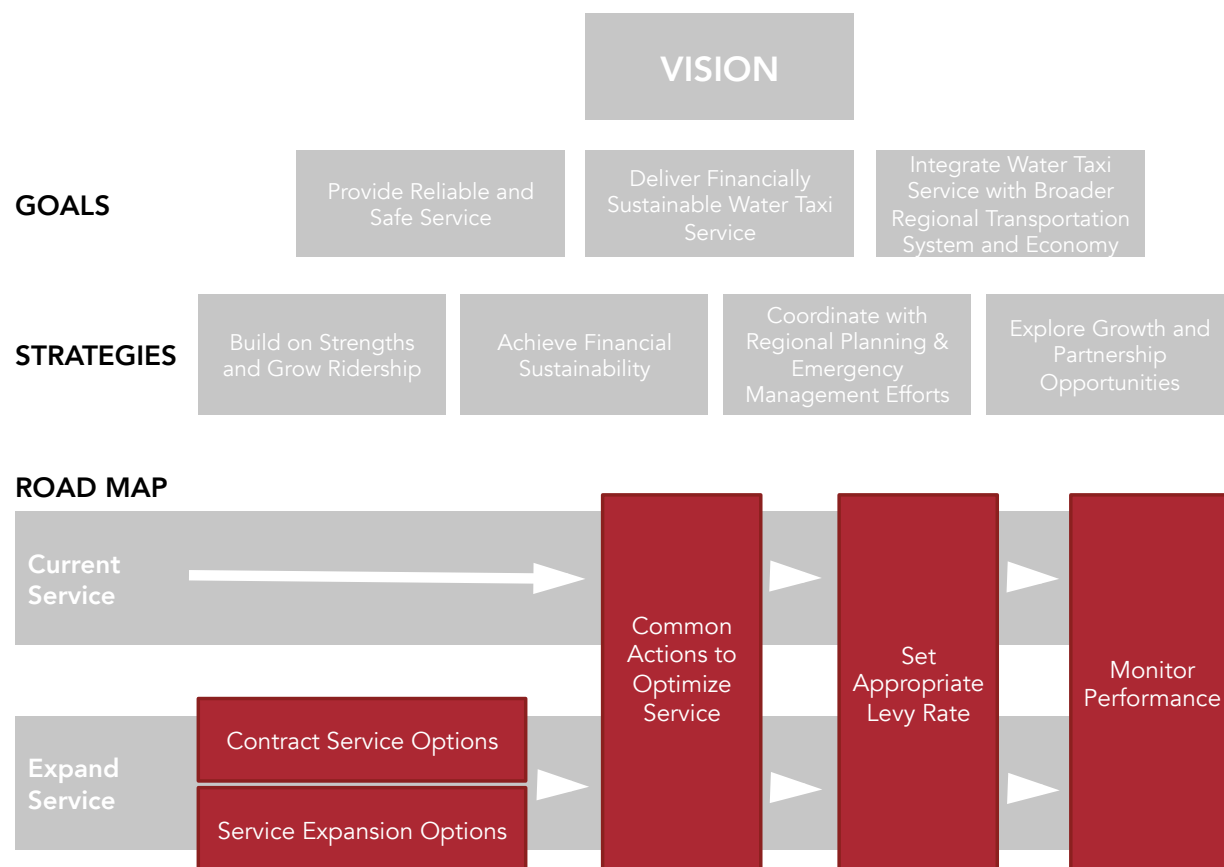 VISION
GOALS
Provide Reliable and
Safe Service
Deliver Financially
Sustainable Water Taxi
Service
Integrate Water Taxi
Service with Broader
Regional Transportation
System and Economy
STRATEGIES
Build on Strengths
and Grow Ridership
Achieve Financial
Sustainability
Coordinate with
Regional Planning &
Emergency
Management Efforts
Explore Growth and
Partnership
Opportunities
ROAD MAP
Current
Service
Expand
Service
Contract Service Options
Service Expansion Options
Common
Actions to
Optimize
Service
Set
Appropriate
Levy Rate
Monitor
Performance